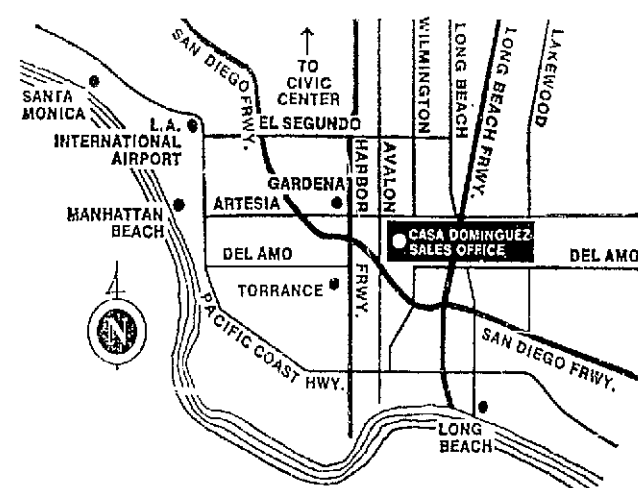 SAN DIEGO FRWY.
↑
TO
CIVIC
CENTER
WILMINGTON
LONG BEACH
LONG BEACH FRWY.
LAKEWOOD
SANTA
MONICA
L.A.
INTERNATIONAL
AIRPORT
EL SEGUNDO
HARBOR FRWY.
AVALON
GARDENA
ARTESIA
MANHATTAN
BEACH
CASA DOMINGUEZ
SALES OFFICE
DEL AMO
DEL AMO
TORRANCE
N
PACIFIC COAST HWY.
SAN DIEGO FRWY.
LONG
BEACH